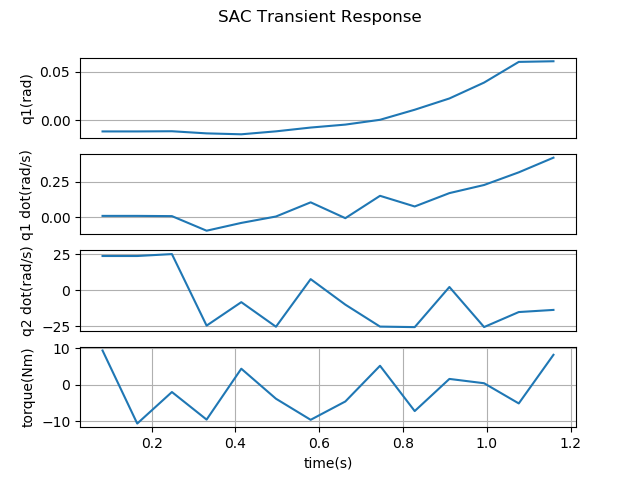 SAC Transient Response
q1(rad)
0.05
0.00
q1 dot(rad/s)
0.25
0.00
q2 dot(rad/s)
25
0
−25
torque(Nm)
10
0
−10
0.2 0.4 0.6 0.8 1.0 1.2
time(s)